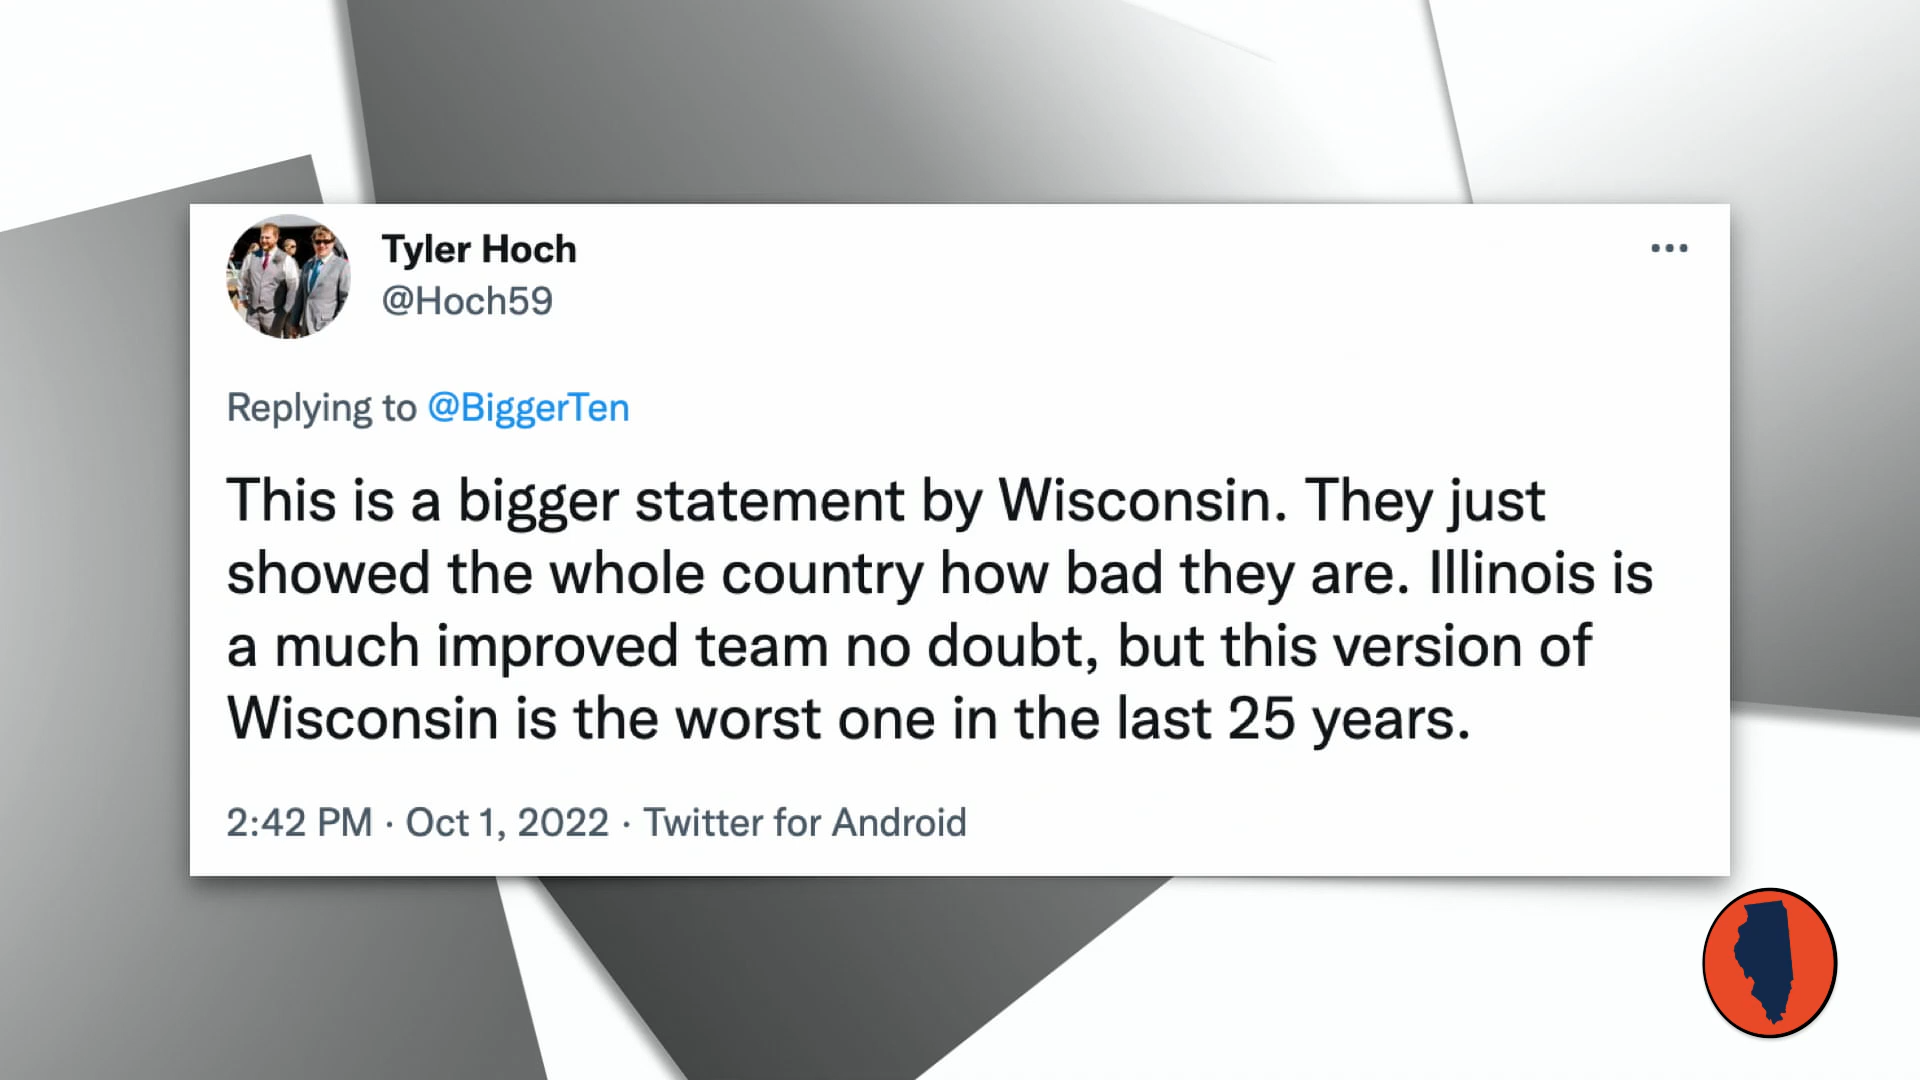 Tyler Hoch
@Hoch59
Replying to @BiggerTen
This is a bigger statement by Wisconsin. They just
showed the whole country how bad they are. Illinois is
a much improved team no doubt, but this version of
Wisconsin is the worst one in the last 25 years.
2:42 PM · Oct 1, 2022 · Twitter for Android